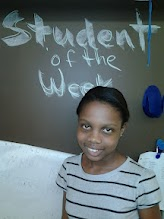 Student
of the
Week